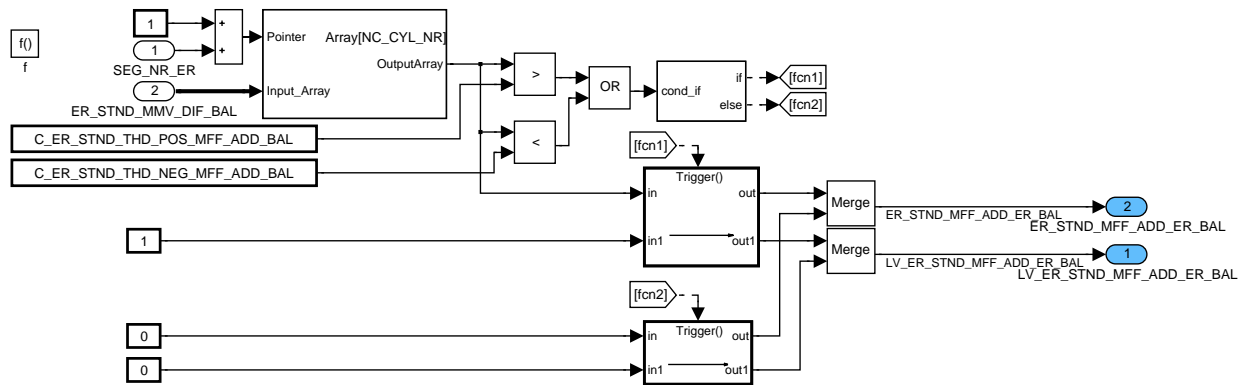 f()
f
1
+
+
1
SEG_NR_ER
2
ER_STND_MMV_DIF_BAL
Pointer
Array[NC_CYL_NR]
OutputArray
Input_Array
>
<
OR
cond_if
if
else
[fcn1]
[fcn2]
C_ER_STND_THD_POS_MFF_ADD_BAL
C_ER_STND_THD_NEG_MFF_ADD_BAL
[fcn1]
Trigger()
in
out
in1
out1
1
Merge
ER_STND_MFF_ADD_ER_BAL
2
ER_STND_MFF_ADD_ER_BAL
Merge
LV_ER_STND_MFF_ADD_ER_BAL
1
LV_ER_STND_MFF_ADD_ER_BAL
[fcn2]
Trigger()
in
out
in1
out1
0
0